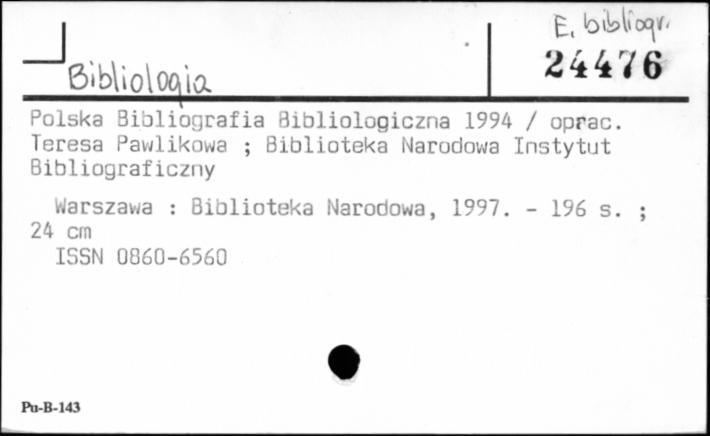 E. bibliogr.
24476
Bibliologia
Polska Bibliografia Bibliologiczna 1994 / oprac.
Teresa Pawlikowa ; Biblioteka Narodowa Instytut
Bibliograficzny
Warszawa : Biblioteka Narodowa, 1997. - 196 s. ;
24 cm
ISSN 0860-6560
Pu-B-143